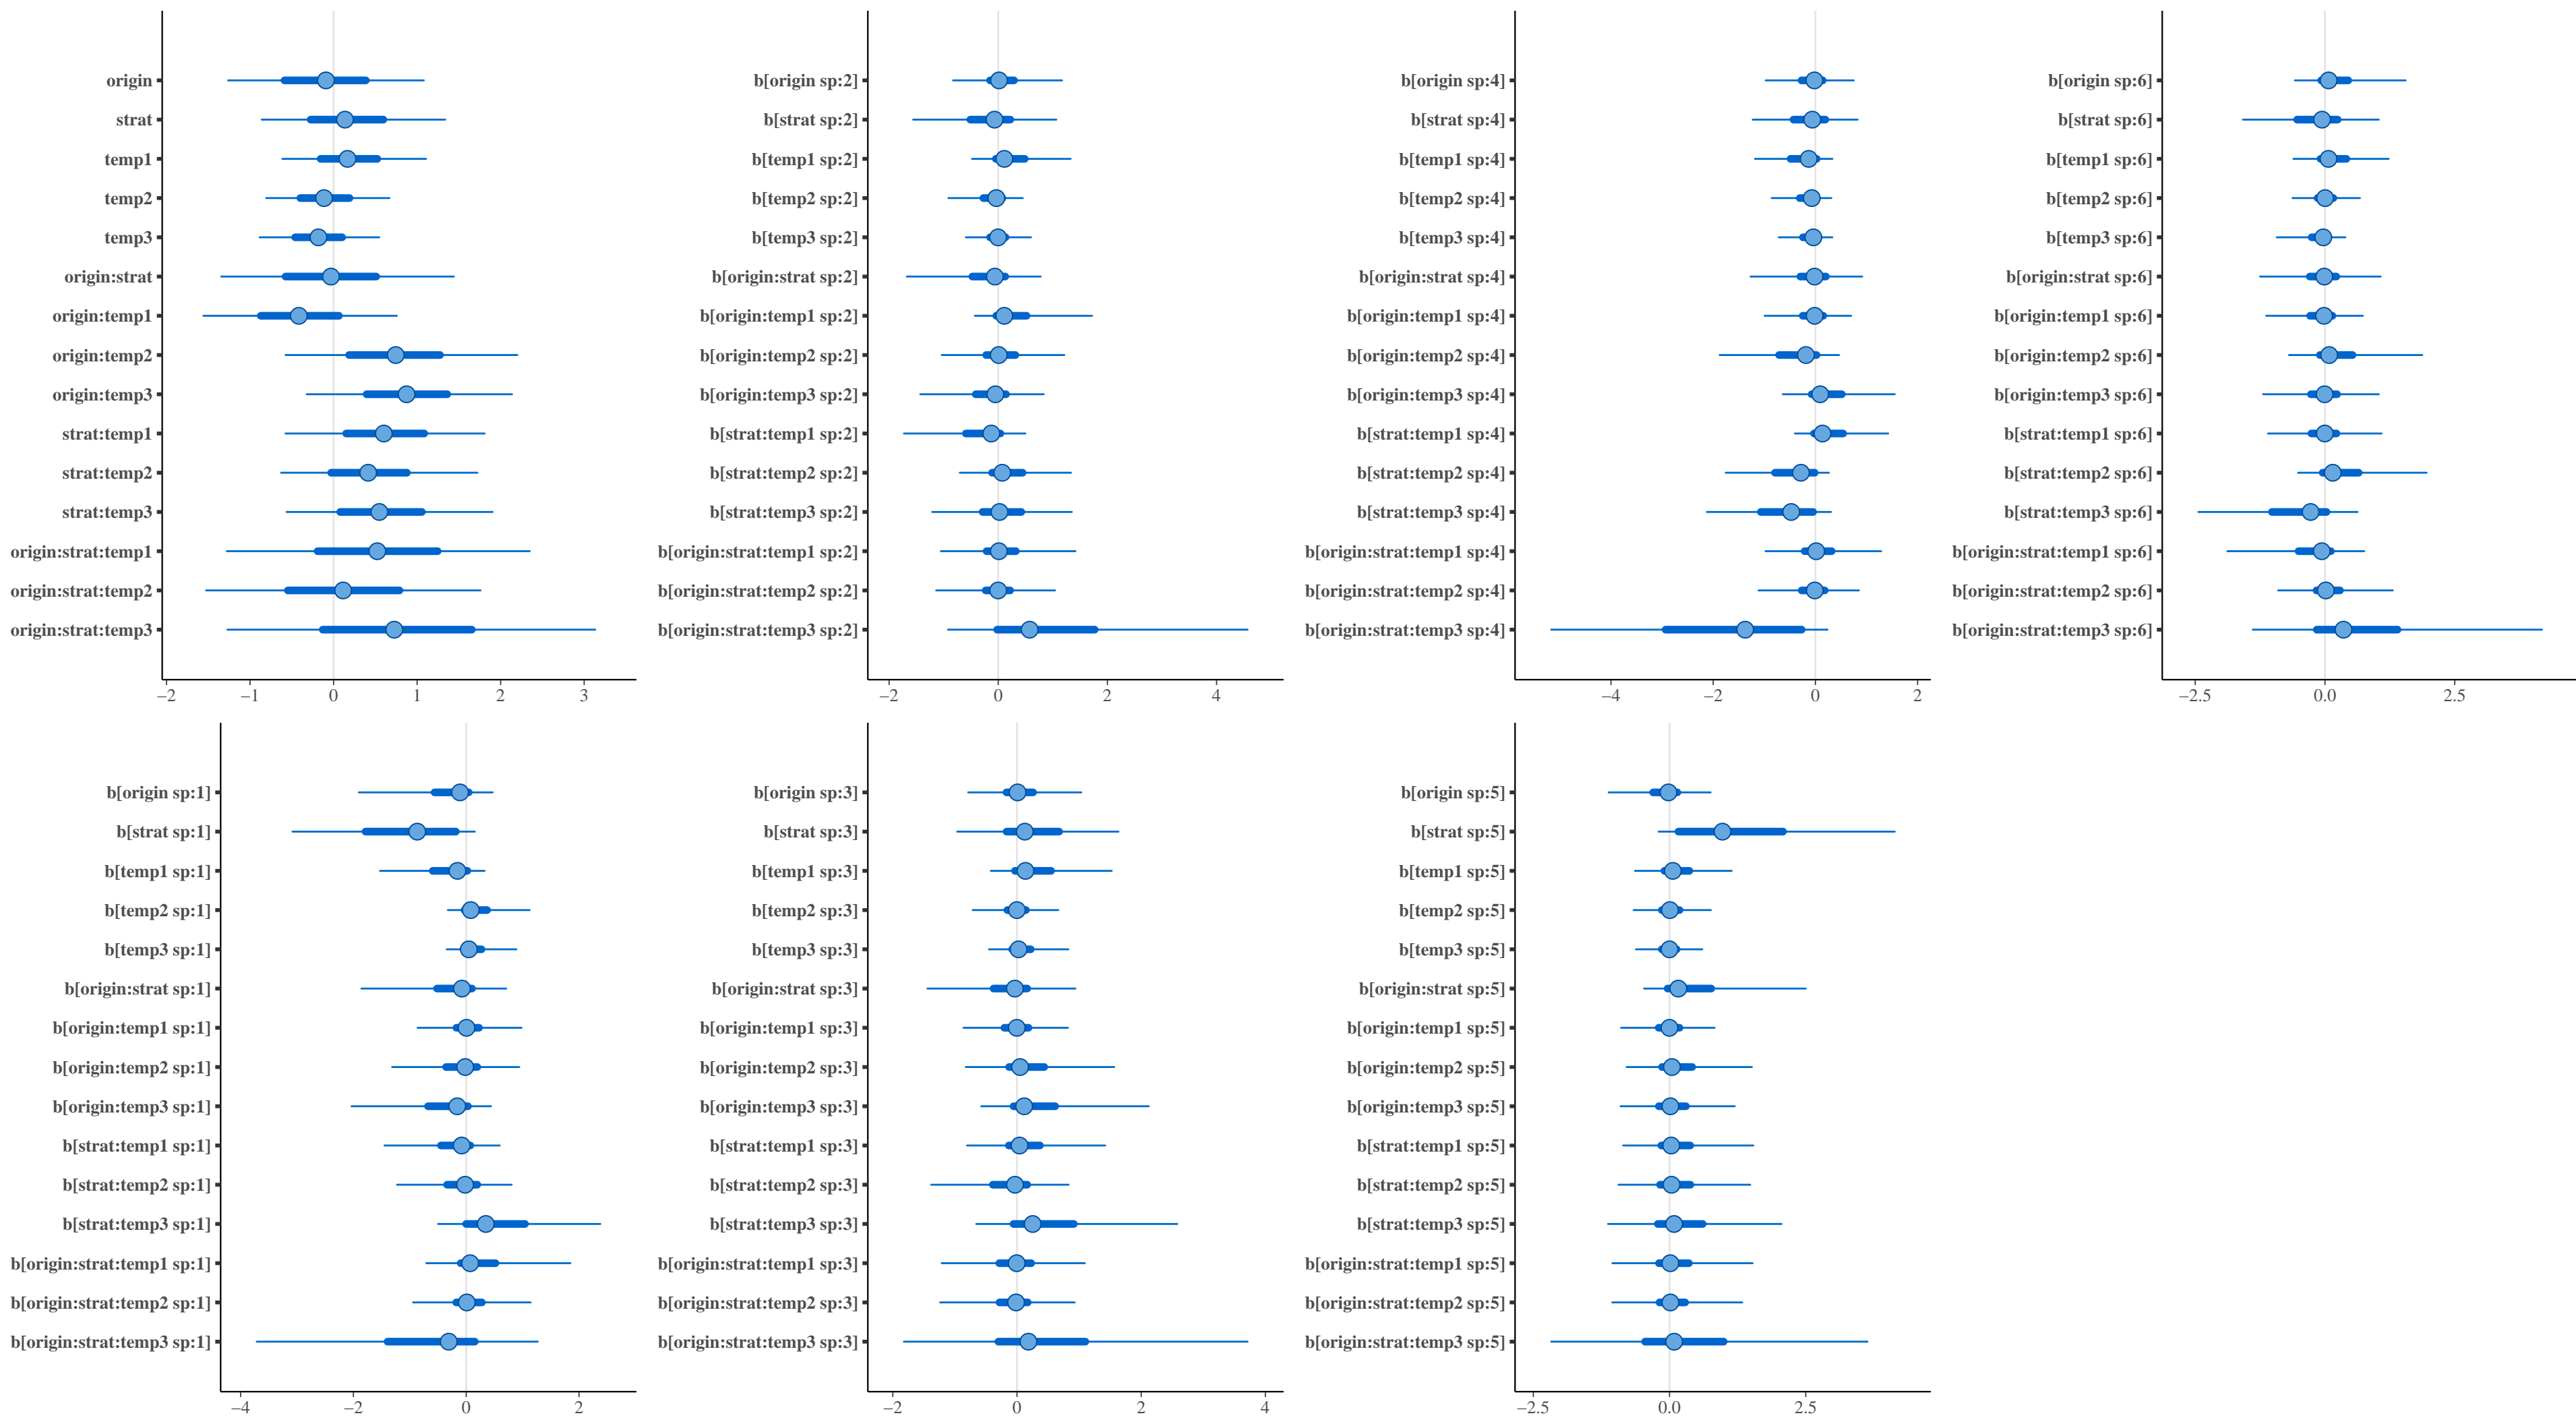 origin
strat
temp1
temp2
temp3
origin:strat
origin:temp1
origin:temp2
origin:temp3
strat:temp1
strat:temp2
strat:temp3
origin:strat:temp1
origin:strat:temp2
origin:strat:temp3
−2 −1 0 1 2 3
b[origin sp:2]
b[strat sp:2]
b[temp1 sp:2]
b[temp2 sp:2]
b[temp3 sp:2]
b[origin:strat sp:2]
b[origin:temp1 sp:2]
b[origin:temp2 sp:2]
b[origin:temp3 sp:2]
b[strat:temp1 sp:2]
b[strat:temp2 sp:2]
b[strat:temp3 sp:2]
b[origin:strat:temp1 sp:2]
b[origin:strat:temp2 sp:2]
b[origin:strat:temp3 sp:2]
−2 0 2 4
b[origin sp:4]
b[strat sp:4]
b[temp1 sp:4]
b[temp2 sp:4]
b[temp3 sp:4]
b[origin:strat sp:4]
b[origin:temp1 sp:4]
b[origin:temp2 sp:4]
b[origin:temp3 sp:4]
b[strat:temp1 sp:4]
b[strat:temp2 sp:4]
b[strat:temp3 sp:4]
b[origin:strat:temp1 sp:4]
b[origin:strat:temp2 sp:4]
b[origin:strat:temp3 sp:4]
−4 −2 0 2
b[origin sp:6]
b[strat sp:6]
b[temp1 sp:6]
b[temp2 sp:6]
b[temp3 sp:6]
b[origin:strat sp:6]
b[origin:temp1 sp:6]
b[origin:temp2 sp:6]
b[origin:temp3 sp:6]
b[strat:temp1 sp:6]
b[strat:temp2 sp:6]
b[strat:temp3 sp:6]
b[origin:strat:temp1 sp:6]
b[origin:strat:temp2 sp:6]
b[origin:strat:temp3 sp:6]
−2.5 0.0 2.5
b[origin sp:1]
b[strat sp:1]
b[temp1 sp:1]
b[temp2 sp:1]
b[temp3 sp:1]
b[origin:strat sp:1]
b[origin:temp1 sp:1]
b[origin:temp2 sp:1]
b[origin:temp3 sp:1]
b[strat:temp1 sp:1]
b[strat:temp2 sp:1]
b[strat:temp3 sp:1]
b[origin:strat:temp1 sp:1]
b[origin:strat:temp2 sp:1]
b[origin:strat:temp3 sp:1]
−4 −2 0 2
b[origin sp:3]
b[strat sp:3]
b[temp1 sp:3]
b[temp2 sp:3]
b[temp3 sp:3]
b[origin:strat sp:3]
b[origin:temp1 sp:3]
b[origin:temp2 sp:3]
b[origin:temp3 sp:3]
b[strat:temp1 sp:3]
b[strat:temp2 sp:3]
b[strat:temp3 sp:3]
b[origin:strat:temp1 sp:3]
b[origin:strat:temp2 sp:3]
b[origin:strat:temp3 sp:3]
−2 0 2 4
b[origin sp:5]
b[strat sp:5]
b[temp1 sp:5]
b[temp2 sp:5]
b[temp3 sp:5]
b[origin:strat sp:5]
b[origin:temp1 sp:5]
b[origin:temp2 sp:5]
b[origin:temp3 sp:5]
b[strat:temp1 sp:5]
b[strat:temp2 sp:5]
b[strat:temp3 sp:5]
b[origin:strat:temp1 sp:5]
b[origin:strat:temp2 sp:5]
b[origin:strat:temp3 sp:5]
−2.5 0.0 2.5